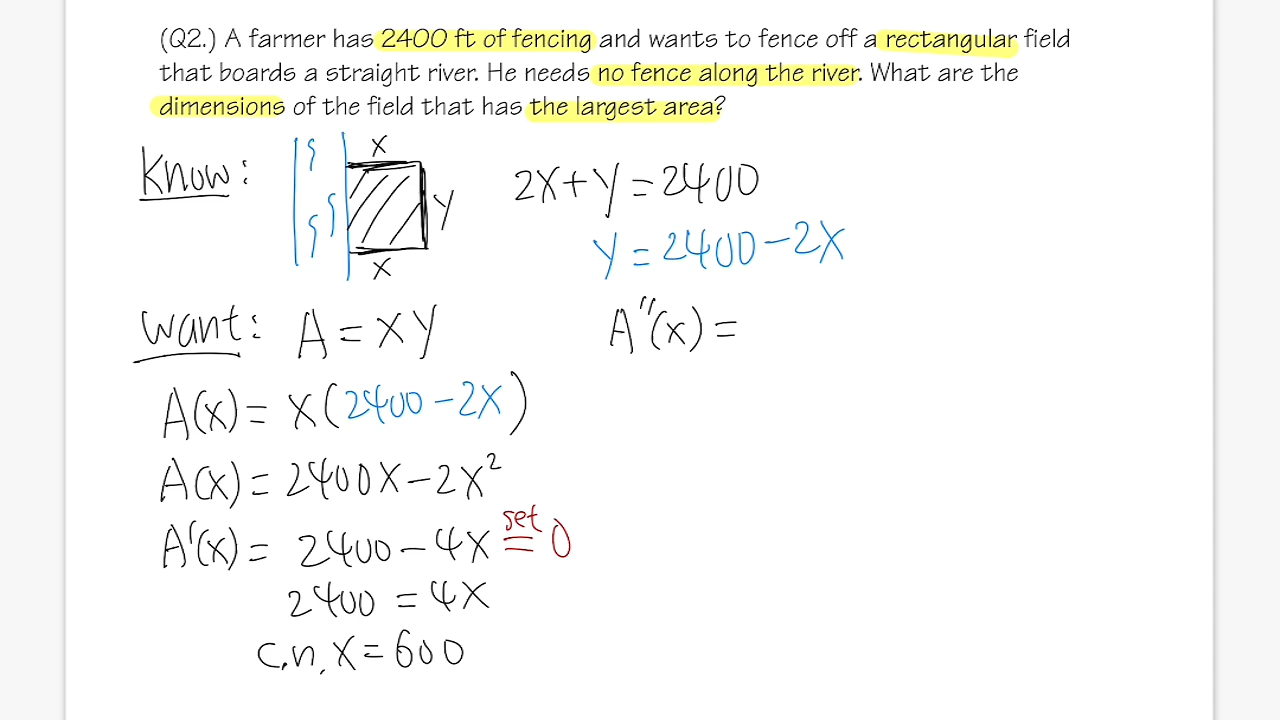 (Q2.) A farmer has 2400 ft of fencing and wants to fence off a rectangular field
that boards a straight river. He needs no fence along the river. What are the
dimensions of the field that has the largest area?
Know:
X
Y
X
2X+Y=2400
Y=2400-2X
Want: A=XY
A"(x)=
A(x)= X(2400-2X)
A(x)= 2400X-2X²
A'(x)= 2400-4X set= 0
2400 = 4X
C.n. X=600